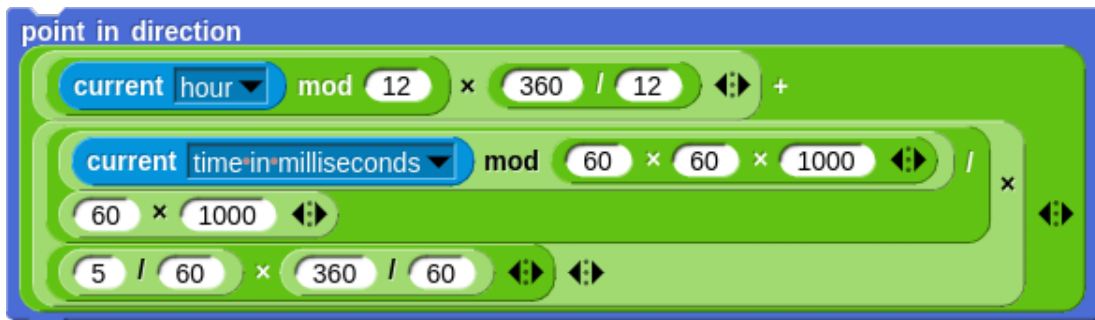 point in direction
current hour mod 12 × 360 / 12 +
current time in milliseconds mod 60 × 60 × 1000 /
×
60 × 1000
5 / 60 × 360 / 60